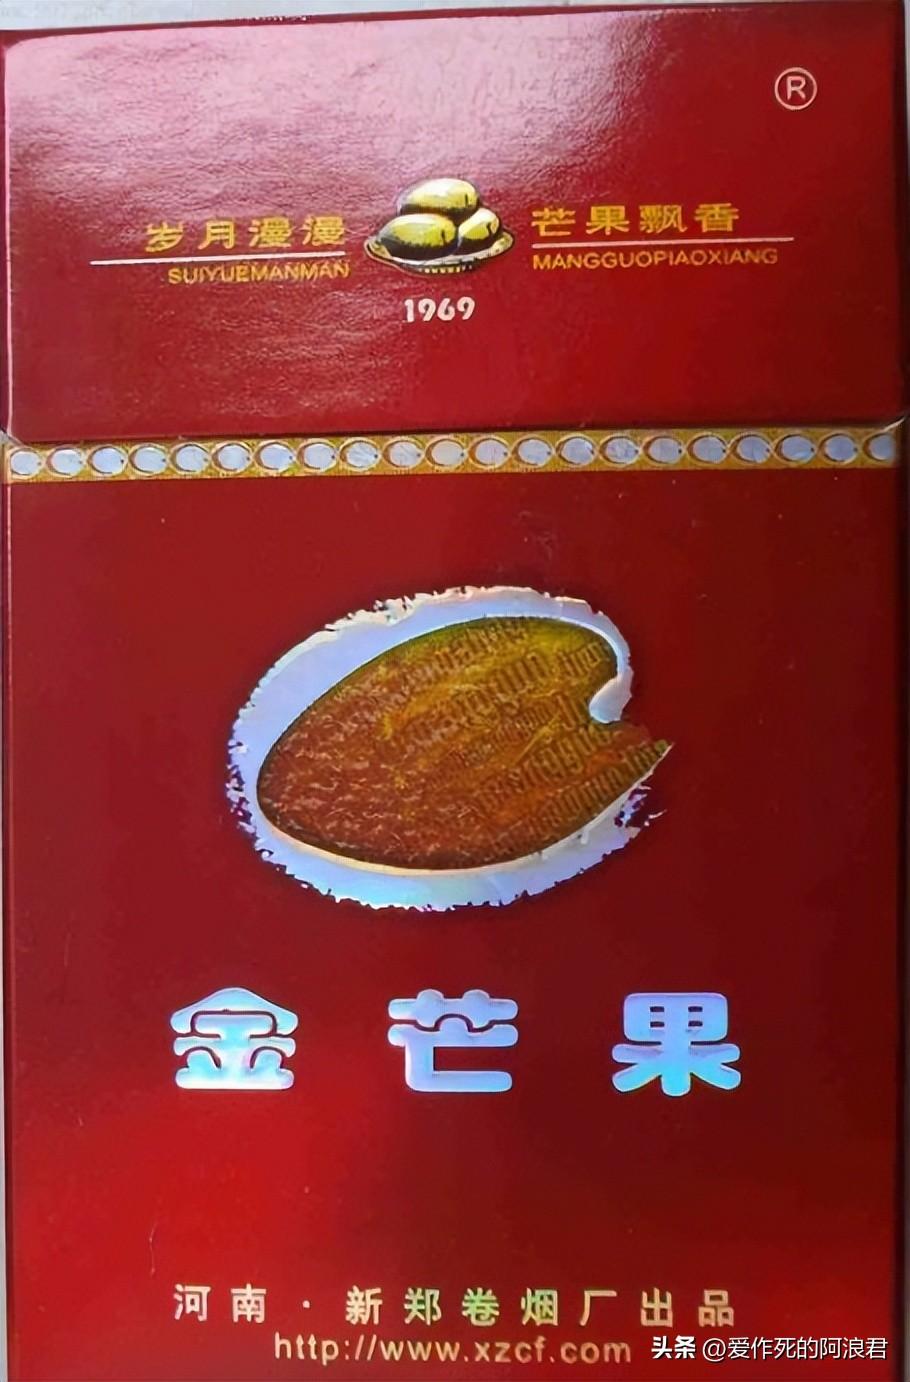 ®
岁月漫漫
SUIYUEMANMAN
芒果飘香
MANGGUOPIAOXIANG
1969
金芒果
河南·新郑卷烟厂出品
http://www.xzcf.com
头条 @爱作死的阿浪君